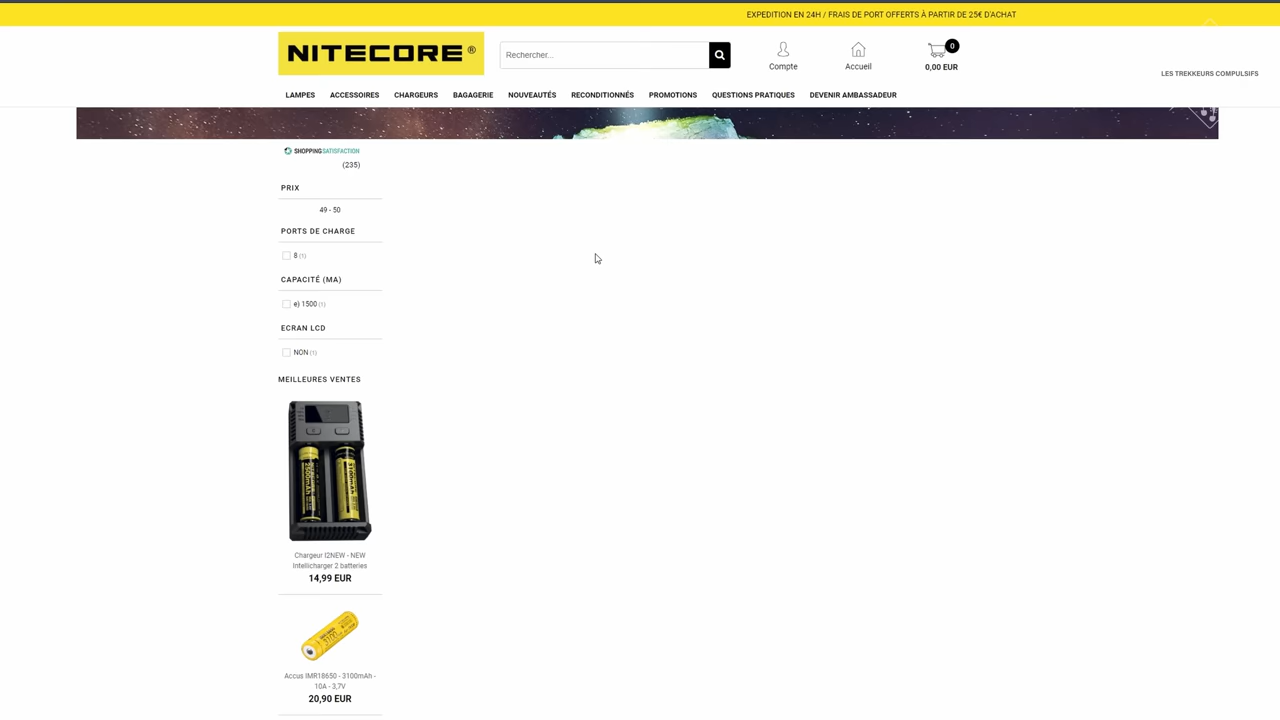 EXPEDITION EN 24H / FRAIS DE PORT OFFERTS À PARTIR DE 25€ D'ACHAT
NITECORE®
Rechercher...
Compte
Accueil
0
0,00 EUR
LES TREKKEURS COMPULSIFS
LAMPES ACCESSOIRES CHARGEURS BAGAGERIE NOUVEAUTÉS RECONDITIONNÉS PROMOTIONS QUESTIONS PRATIQUES DEVENIR AMBASSADEUR
SHOPPING SATISFACTION
(235)
PRIX
49 - 50
PORTS DE CHARGE
8 (1)
CAPACITÉ (MA)
e) 1500 (1)
ECRAN LCD
NON (1)
MEILLEURES VENTES
Chargeur I2NEW - NEW
Intellicharger 2 batteries
14,99 EUR
Accus IMR18650 - 3100mAh -
10A - 3,7V
20,90 EUR